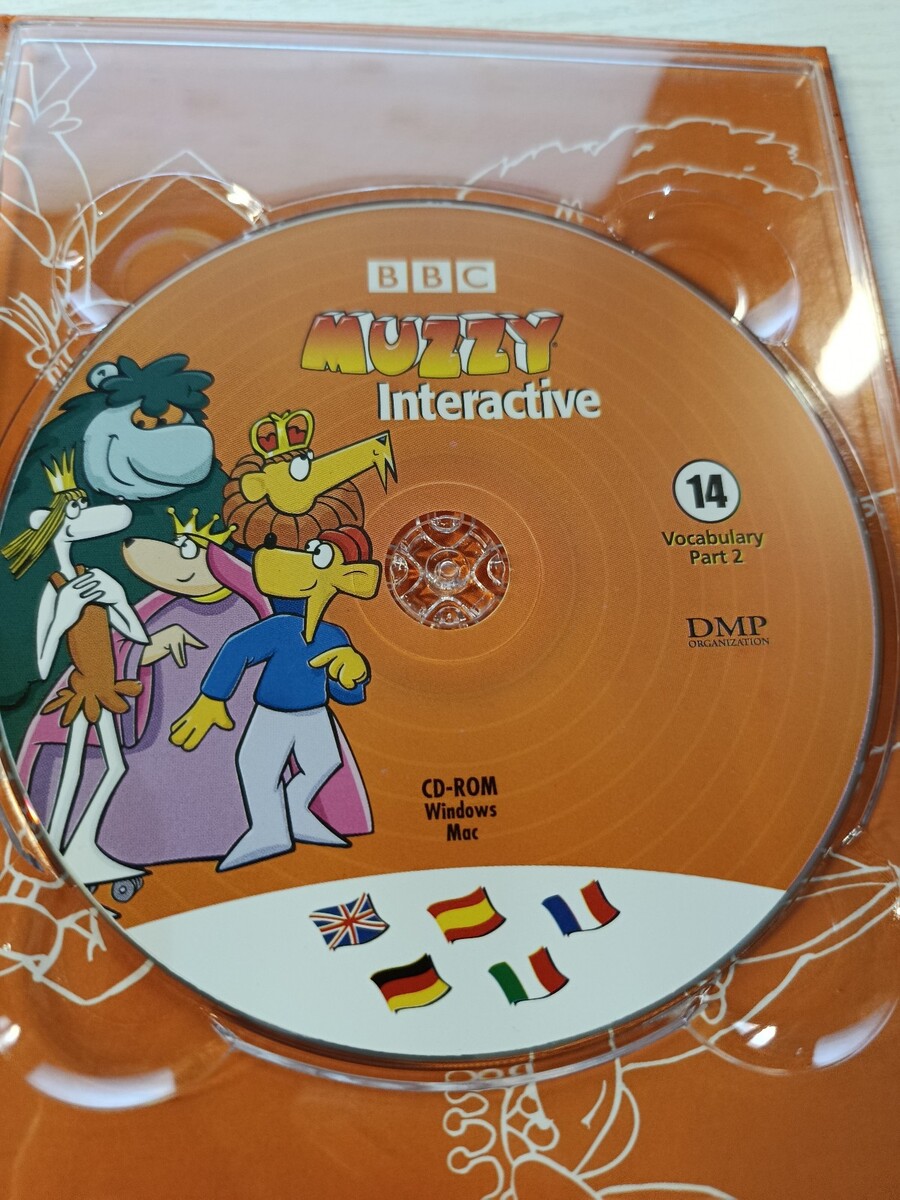 BBC
MUZZY
Interactive
14
Vocabulary
Part 2
DMP
ORGANIZATION
CD-ROM
Windows
Mac